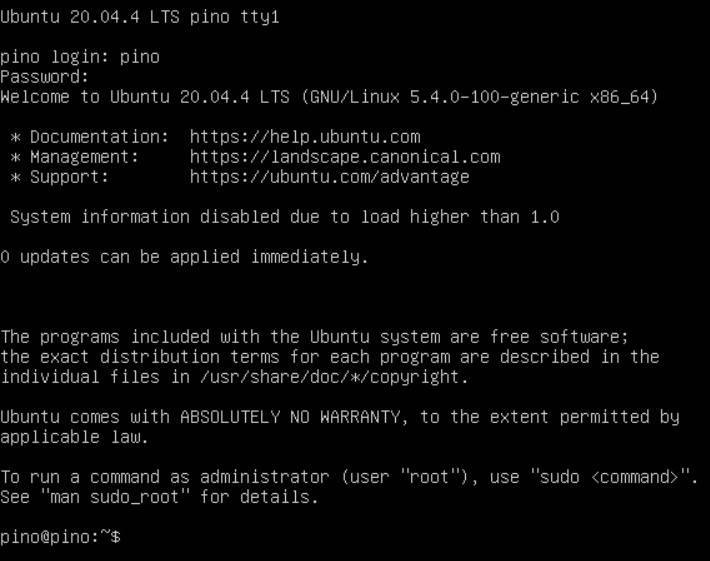 Ubuntu 20.04.4 LTS pino tty1
pino login: pino
Password:
Welcome to Ubuntu 20.04.4 LTS (GNU/Linux 5.4.0-100-generic x86_64)
* Documentation:  https://help.ubuntu.com
* Management:     https://landscape.canonical.com
* Support:        https://ubuntu.com/advantage
System information disabled due to load higher than 1.0
0 updates can be applied immediately.
The programs included with the Ubuntu system are free software;
the exact distribution terms for each program are described in the
individual files in /usr/share/doc/*/copyright.
Ubuntu comes with ABSOLUTELY NO WARRANTY, to the extent permitted by
applicable law.
To run a command as administrator (user "root"), use "sudo <command>".
See "man sudo_root" for details.
pino@pino:~$